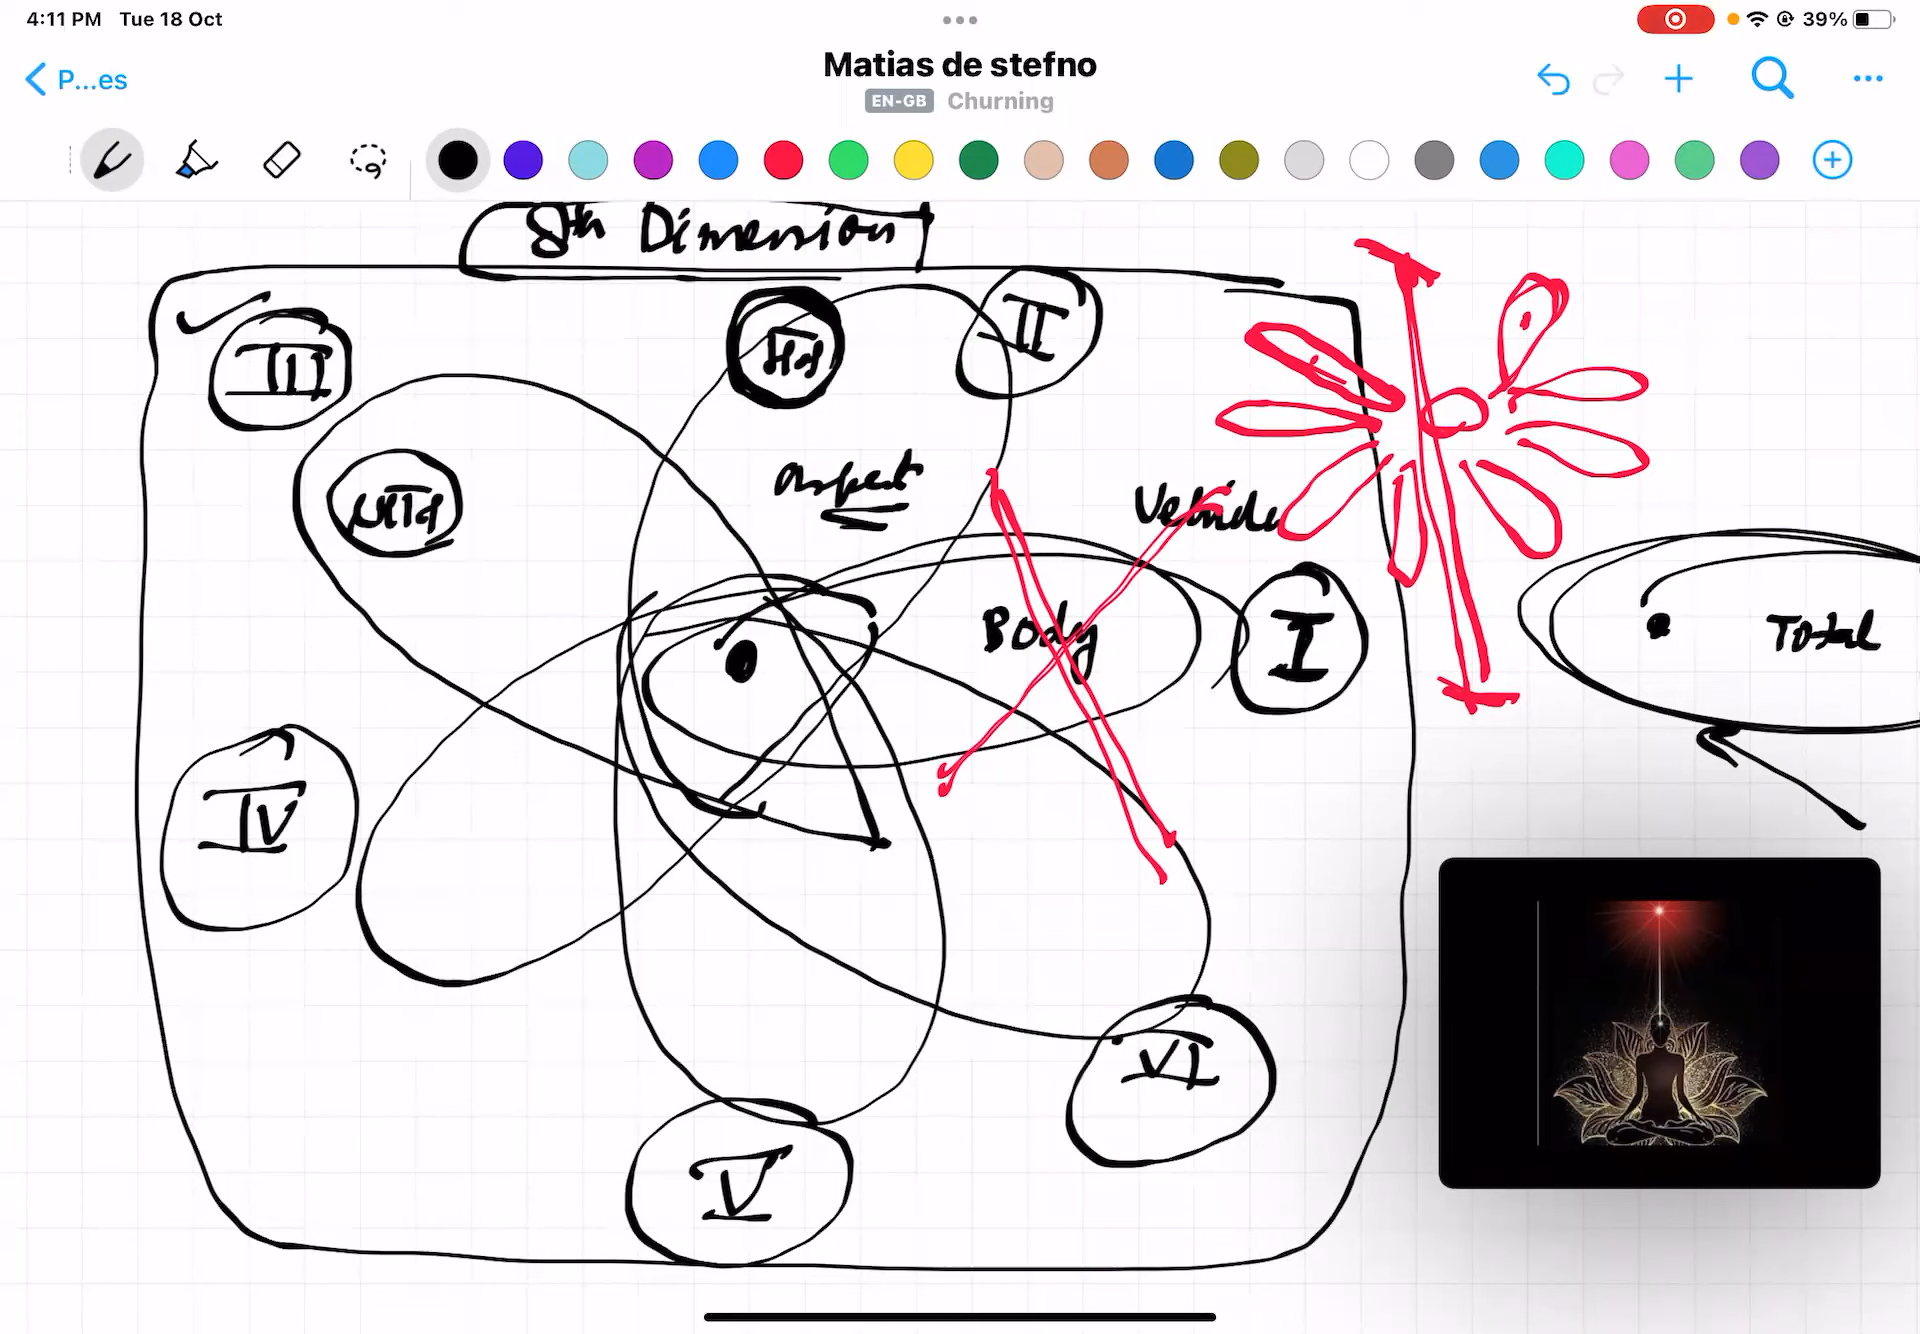 4:11 PM Tue 18 Oct
39%
P...es
Matias de stefno
EN-GB Churning
8th Dimension
III
II
aspect
Vehicle
Body
I
Total
IV
VI
V